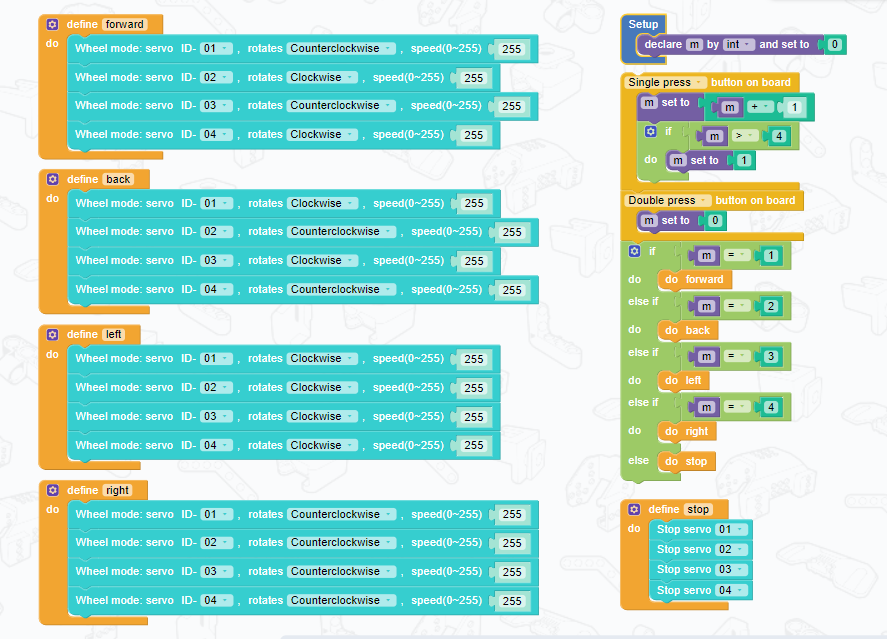 define forward
do Wheel mode: servo ID- 01 , rotates Counterclockwise , speed(0~255) 255
Wheel mode: servo ID- 02 , rotates Clockwise , speed(0~255) 255
Wheel mode: servo ID- 03 , rotates Counterclockwise , speed(0~255) 255
Wheel mode: servo ID- 04 , rotates Clockwise , speed(0~255) 255
define back
do Wheel mode: servo ID- 01 , rotates Clockwise , speed(0~255) 255
Wheel mode: servo ID- 02 , rotates Counterclockwise , speed(0~255) 255
Wheel mode: servo ID- 03 , rotates Clockwise , speed(0~255) 255
Wheel mode: servo ID- 04 , rotates Counterclockwise , speed(0~255) 255
define left
do Wheel mode: servo ID- 01 , rotates Clockwise , speed(0~255) 255
Wheel mode: servo ID- 02 , rotates Clockwise , speed(0~255) 255
Wheel mode: servo ID- 03 , rotates Clockwise , speed(0~255) 255
Wheel mode: servo ID- 04 , rotates Clockwise , speed(0~255) 255
define right
do Wheel mode: servo ID- 01 , rotates Counterclockwise , speed(0~255) 255
Wheel mode: servo ID- 02 , rotates Counterclockwise , speed(0~255) 255
Wheel mode: servo ID- 03 , rotates Counterclockwise , speed(0~255) 255
Wheel mode: servo ID- 04 , rotates Counterclockwise , speed(0~255) 255
Setup
declare m by int and set to 0
Single press button on board
m set to m + 1
if m > 4
do m set to 1
Double press button on board
m set to 0
if m = 1
do do forward
else if m = 2
do do back
else if m = 3
do do left
else if m = 4
do do right
else do stop
define stop
do Stop servo 01
Stop servo 02
Stop servo 03
Stop servo 04